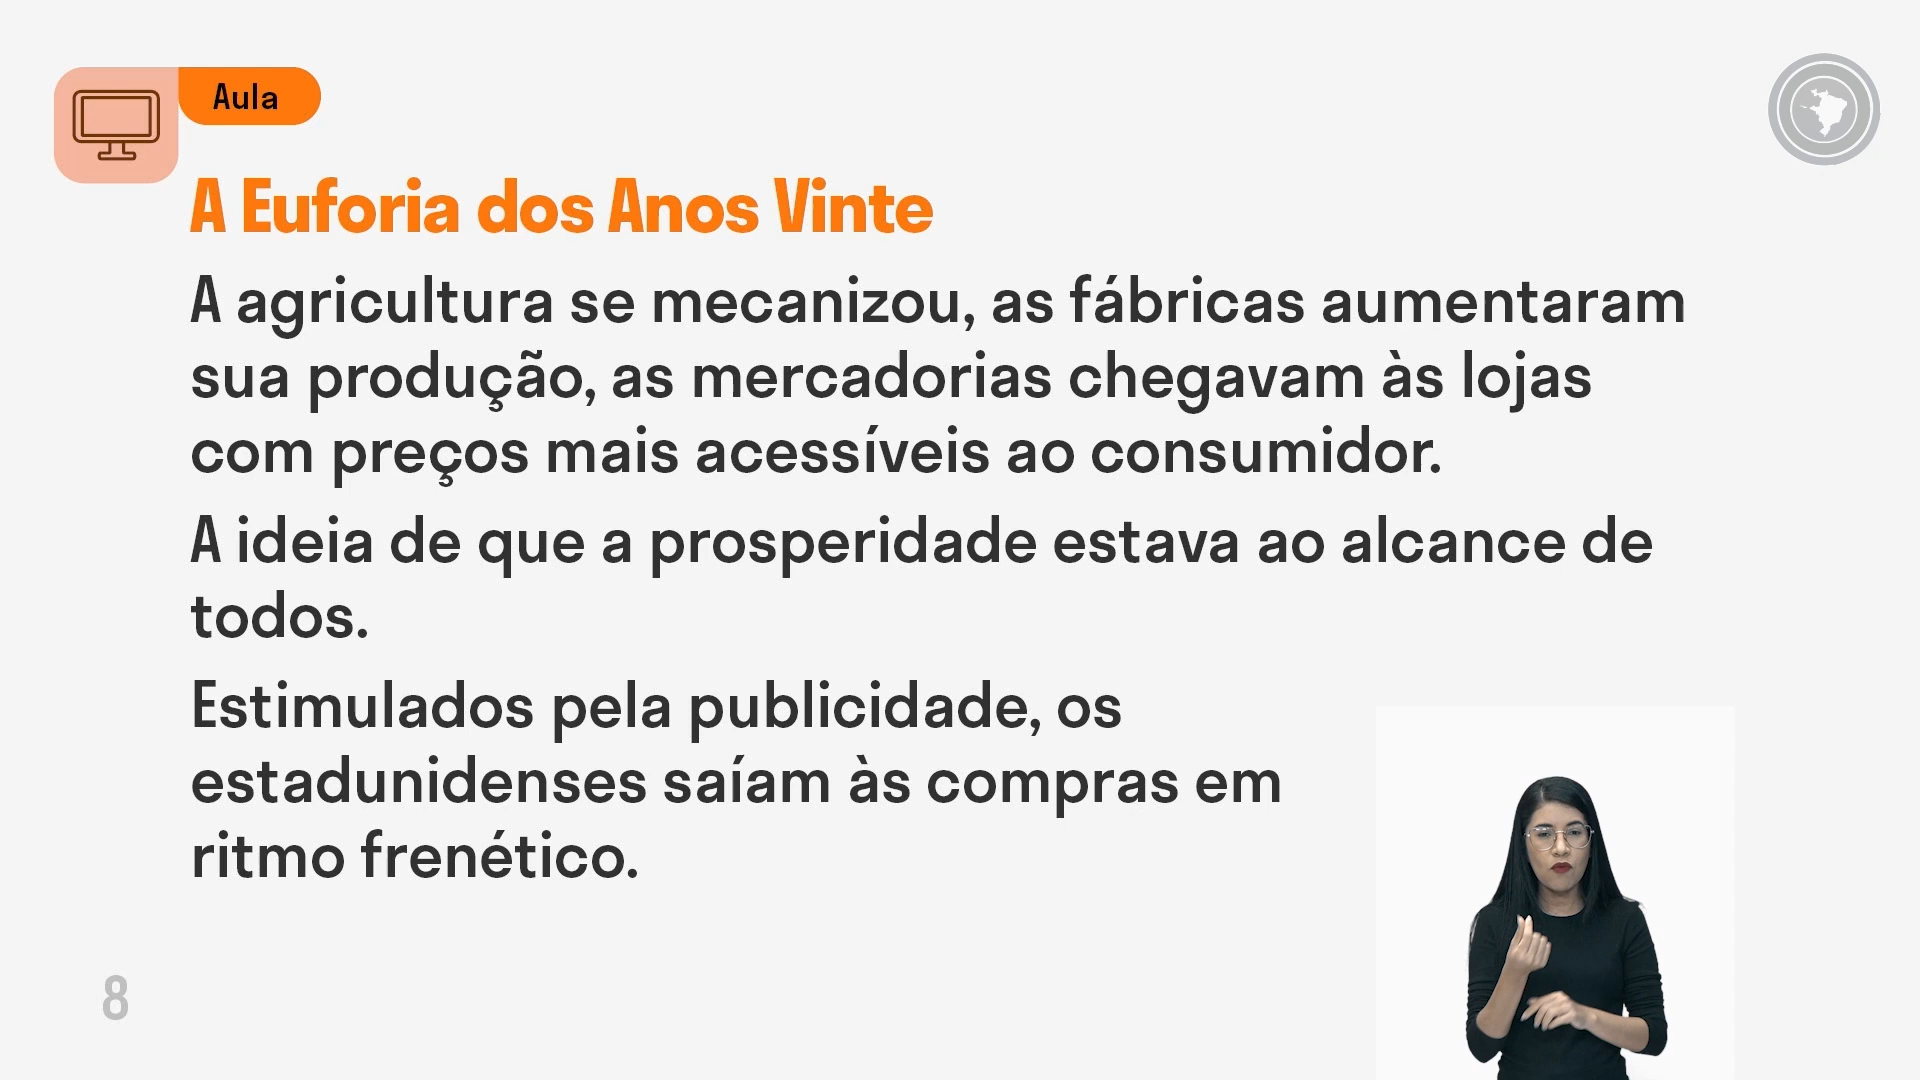 Aula
A Euforia dos Anos Vinte
A agricultura se mecanizou, as fábricas aumentaram
sua produção, as mercadorias chegavam às lojas
com preços mais acessíveis ao consumidor.
A ideia de que a prosperidade estava ao alcance de
todos.
Estimulados pela publicidade, os
estadunidenses saíam às compras em
ritmo frenético.
8